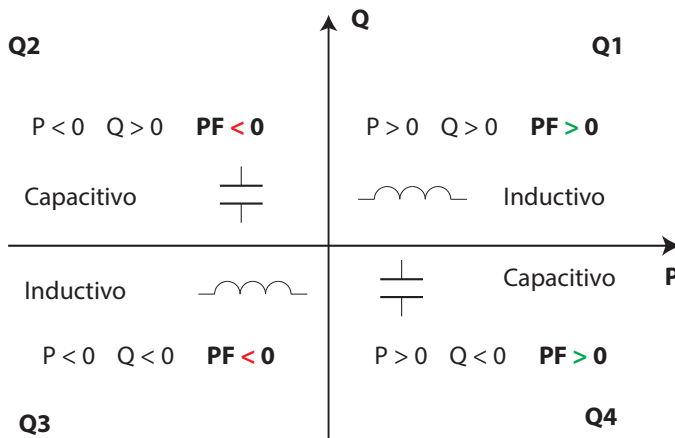 Q
Q2
Q1
P < 0 Q > 0 PF < 0
P > 0 Q > 0 PF > 0
Capacitivo
Inductivo
Inductivo
Capacitivo
P
P < 0 Q < 0 PF < 0
P > 0 Q < 0 PF > 0
Q3
Q4